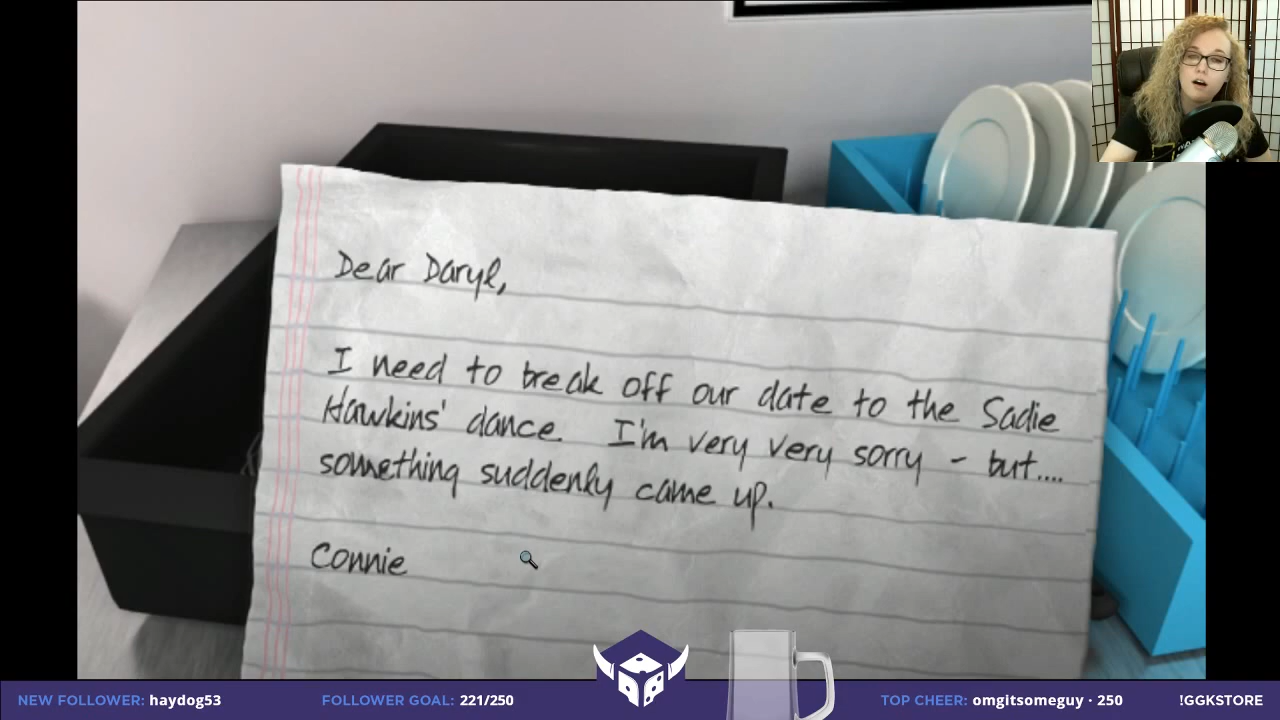 Dear Daryl,
I need to break off our date to the Sadie
Hawkins' dance. I'm very very sorry - but....
something suddenly came up.
Connie
NEW FOLLOWER: haydog53
FOLLOWER GOAL: 221/250
TOP CHEER: omgitsomeguy · 250
!GGKSTORE